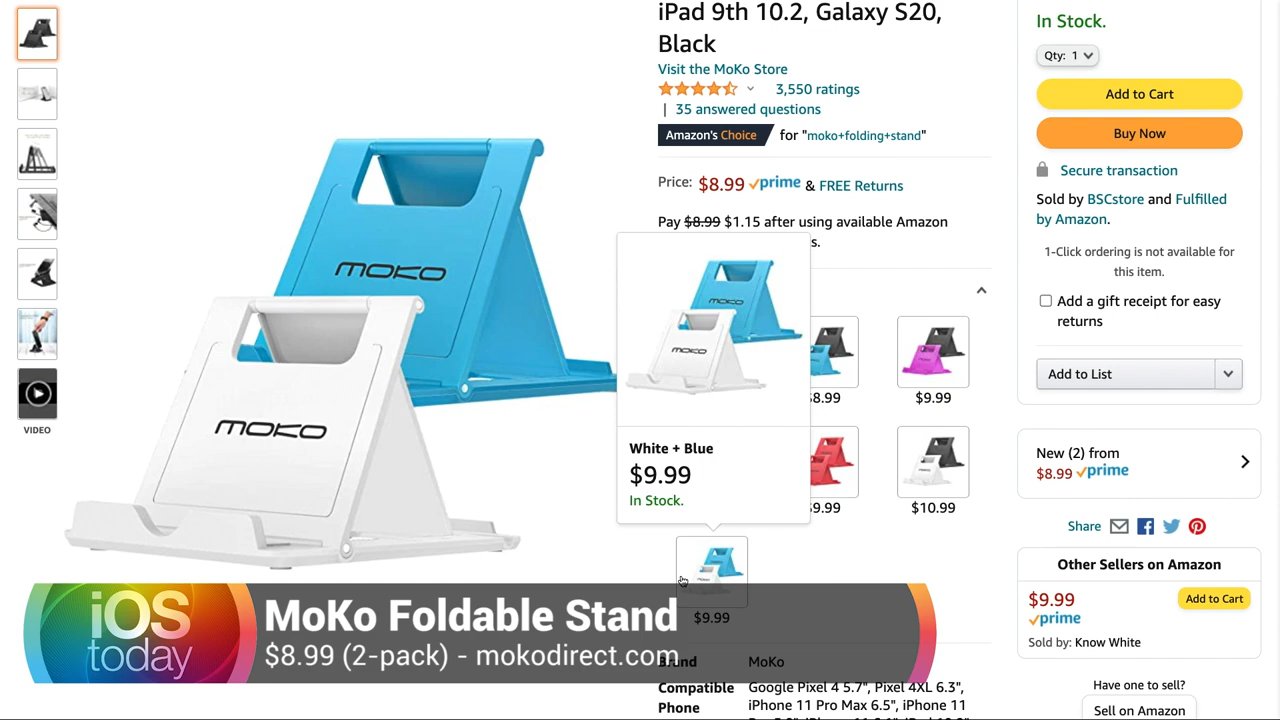 iPad 9th 10.2, Galaxy S20,
Black
Visit the MoKo Store
3,550 ratings
| 35 answered questions
Amazon's Choice for "moko+folding+stand"
Price: $8.99 prime & FREE Returns
Pay $8.99 $1.15 after using available Amazon
s.
MOKO
MOKO
MOKO
MOKO
White + Blue
$9.99
In Stock.
$8.99
$9.99
$9.99
$10.99
$9.99
VIDEO
iOS
today
MoKo Foldable Stand
$8.99 (2-pack) - mokodirect.com
Brand MoKo
Compatible Google Pixel 4 5.7", Pixel 4XL 6.3",
Phone iPhone 11 Pro Max 6.5", iPhone 11
In Stock.
Qty: 1
Add to Cart
Buy Now
Secure transaction
Sold by BSCstore and Fulfilled
by Amazon.
1-Click ordering is not available for
this item.
Add a gift receipt for easy
returns
Add to List
New (2) from
$8.99 prime
Share
Other Sellers on Amazon
$9.99
Add to Cart
prime
Sold by: Know White
Have one to sell?
Sell on Amazon